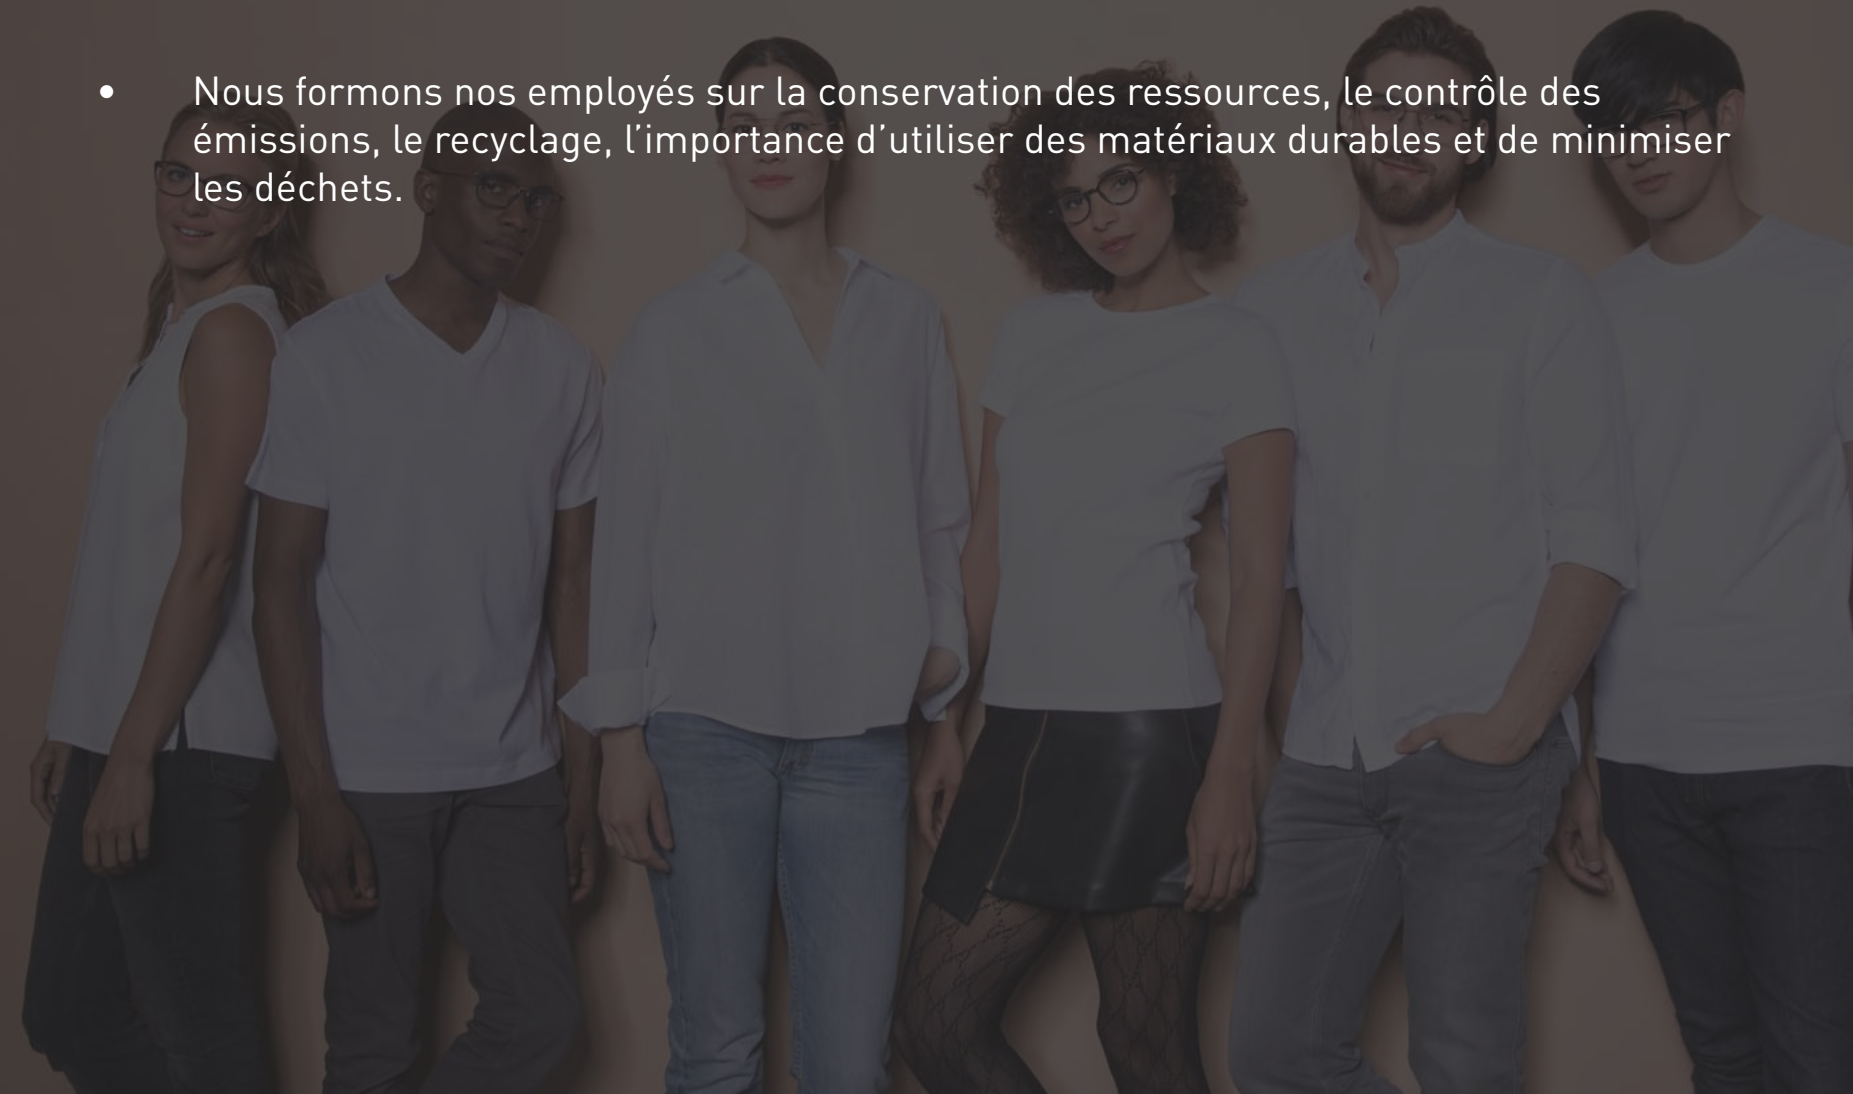 • Nous formons nos employés sur la conservation des ressources, le contrôle des
émissions, le recyclage, l’importance d’utiliser des matériaux durables et de minimiser
les déchets.